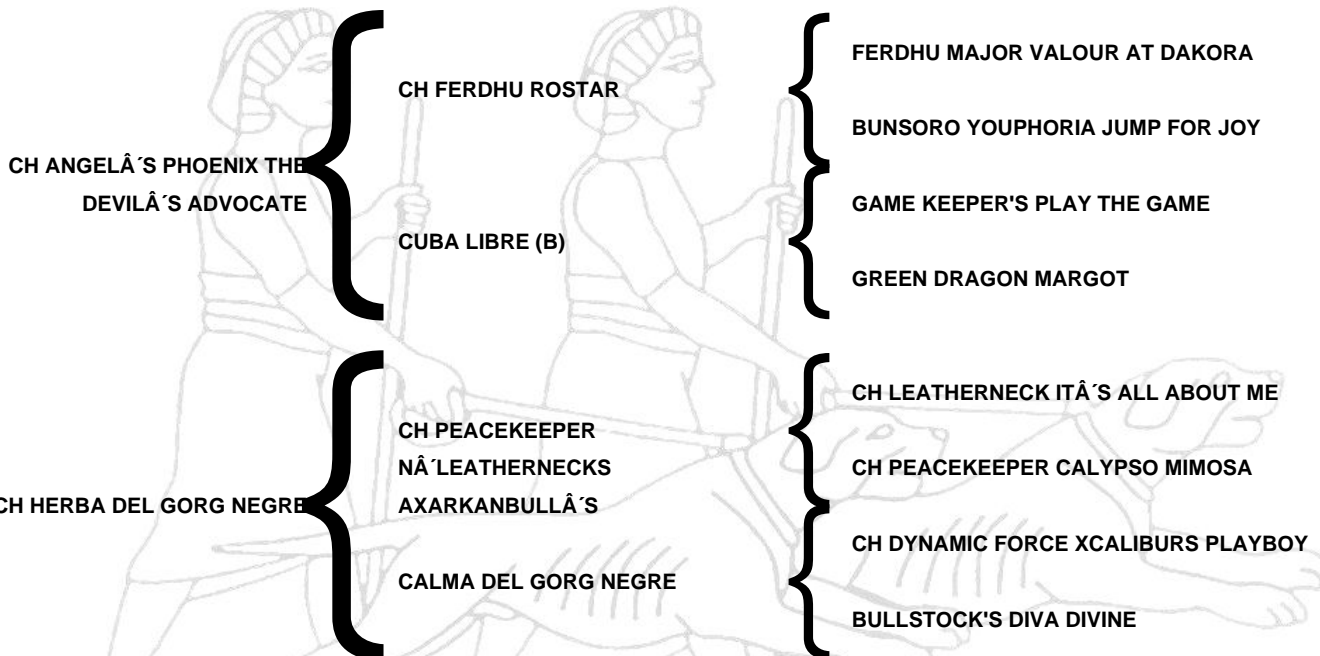 CH ANGELÂ´S PHOENIX THE
DEVILÂ´S ADVOCATE
CH FERDHU ROSTAR
FERDHU MAJOR VALOUR AT DAKORA
BUNSORO YOUPHORIA JUMP FOR JOY
CUBA LIBRE (B)
GAME KEEPER'S PLAY THE GAME
GREEN DRAGON MARGOT
CH HERBA DEL GORG NEGRE
CH PEACEKEEPER
NÂ´LEATHERNECKS
AXARKANBULLÂ´S
CH LEATHERNECK ITÂ´S ALL ABOUT ME
CH PEACEKEEPER CALYPSO MIMOSA
CALMA DEL GORG NEGRE
CH DYNAMIC FORCE XCALIBURS PLAYBOY
BULLSTOCK'S DIVA DIVINE